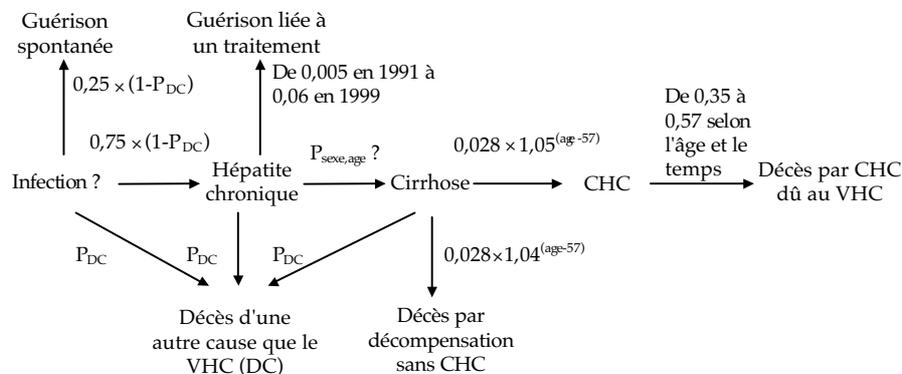 Guérison
spontanée
Guérison liée à
un traitement
0,25 × (1-P_DC)
De 0,005 en 1991 à
0,06 en 1999
De 0,35 à
0,57 selon
l'âge et le
temps
0,75 × (1-P_DC)
P_sexe,age ?
0,028 × 1,05^(age-57)
Infection ?
Hépatite
chronique
Cirrhose
CHC
Décès par CHC
dû au VHC
P_DC
P_DC
P_DC
0,028×1,04^(age-57)
Décès d'une
autre cause que le
VHC (DC)
Décès par
décompensation
sans CHC